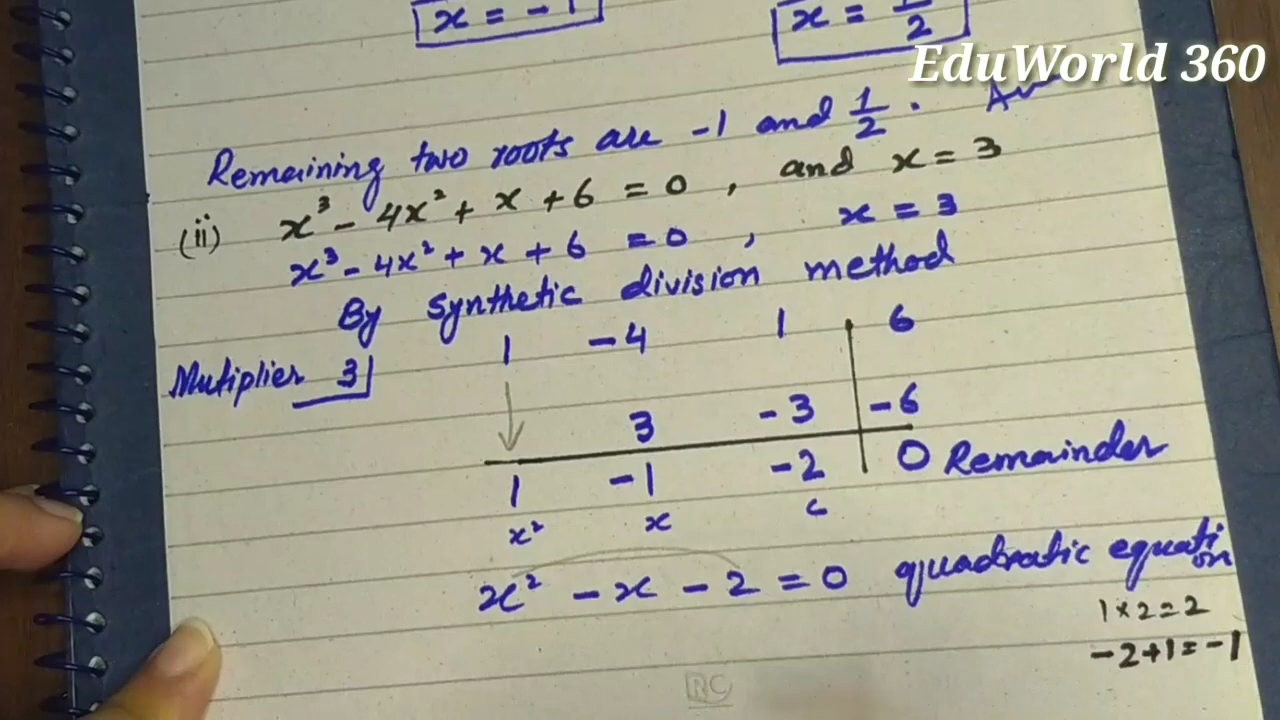 x = -1
x = 1/2
EduWorld 360
Remaining two roots are -1 and 1/2 .
(ii) x³ - 4x² + x + 6 = 0 , and x = 3
x³ - 4x² + x + 6 = 0 , x = 3
By synthetic division method
1 -4 1 6
Mutiplier 3
3 -3 -6
1 -1 -2 0 Remainder
x² x c
x² - x - 2 = 0 quadratic equation
1 × 2 = 2
-2 + 1 = -1
RC